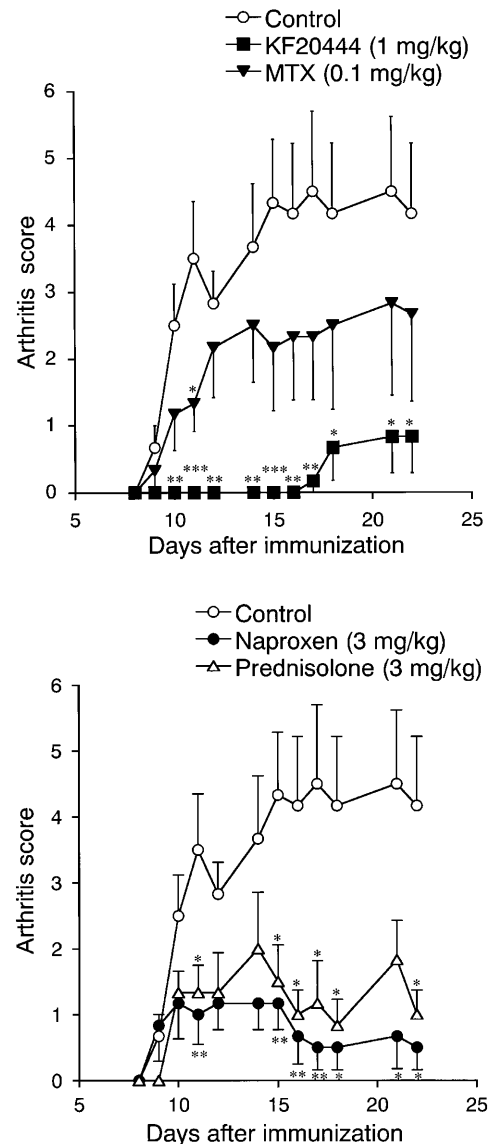 Control
KF20444 (1 mg/kg)
MTX (0.1 mg/kg)
6
5
4
3
2
1
0
Arthritis score
*
** *** ** ** *** ** ** * * *
5 10 15 20 25
Days after immunization
Control
Naproxen (3 mg/kg)
Prednisolone (3 mg/kg)
6
5
4
3
2
1
0
Arthritis score
* * * * * *
** ** ** ** * * *
5 10 15 20 25
Days after immunization